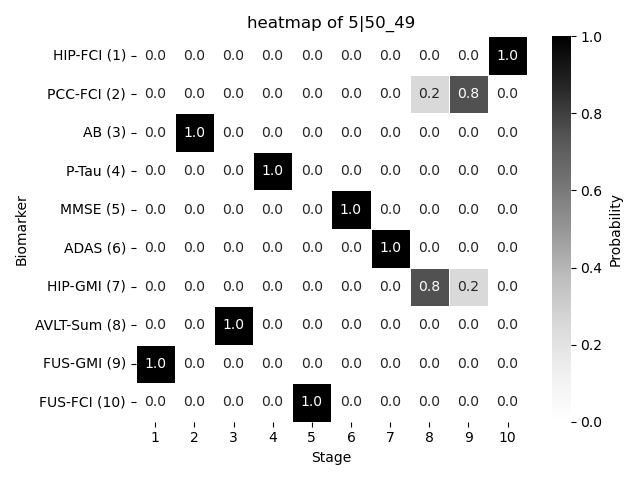 heatmap of 5|50_49
HIP-FCI (1) 0.0 0.0 0.0 0.0 0.0 0.0 0.0 0.0 0.0 1.0
PCC-FCI (2) 0.0 0.0 0.0 0.0 0.0 0.0 0.0 0.2 0.8 0.0
AB (3) 0.0 1.0 0.0 0.0 0.0 0.0 0.0 0.0 0.0 0.0
P-Tau (4) 0.0 0.0 0.0 1.0 0.0 0.0 0.0 0.0 0.0 0.0
MMSE (5) 0.0 0.0 0.0 0.0 0.0 1.0 0.0 0.0 0.0 0.0
ADAS (6) 0.0 0.0 0.0 0.0 0.0 0.0 1.0 0.0 0.0 0.0
HIP-GMI (7) 0.0 0.0 0.0 0.0 0.0 0.0 0.0 0.8 0.2 0.0
AVLT-Sum (8) 0.0 0.0 1.0 0.0 0.0 0.0 0.0 0.0 0.0 0.0
FUS-GMI (9) 1.0 0.0 0.0 0.0 0.0 0.0 0.0 0.0 0.0 0.0
FUS-FCI (10) 0.0 0.0 0.0 0.0 1.0 0.0 0.0 0.0 0.0 0.0
1 2 3 4 5 6 7 8 9 10
Stage
Biomarker
1.0
0.8
0.6
0.4
0.2
0.0
Probability